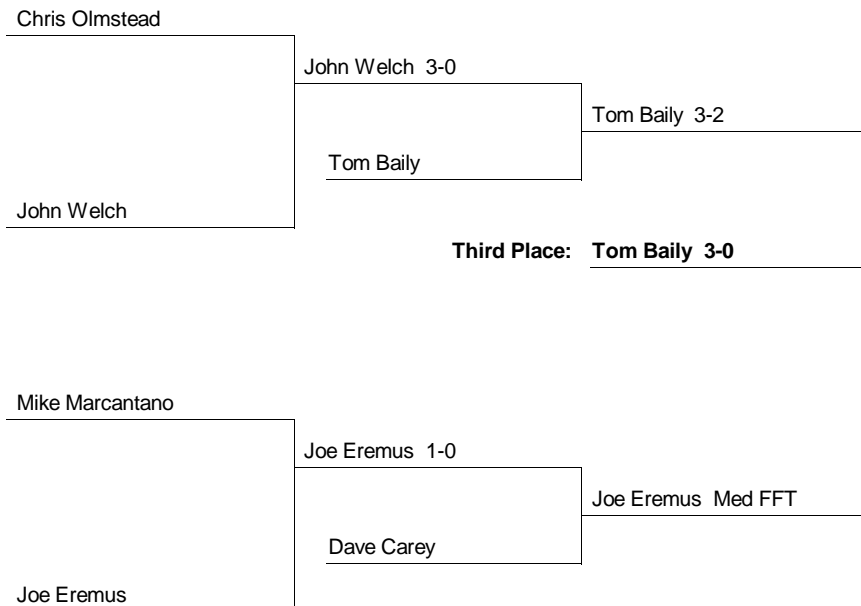 Chris Olmstead
John Welch 3-0
Tom Baily 3-2
Tom Baily
John Welch
Third Place: Tom Baily 3-0
Mike Marcantano
Joe Eremus 1-0
Joe Eremus Med FFT
Dave Carey
Joe Eremus